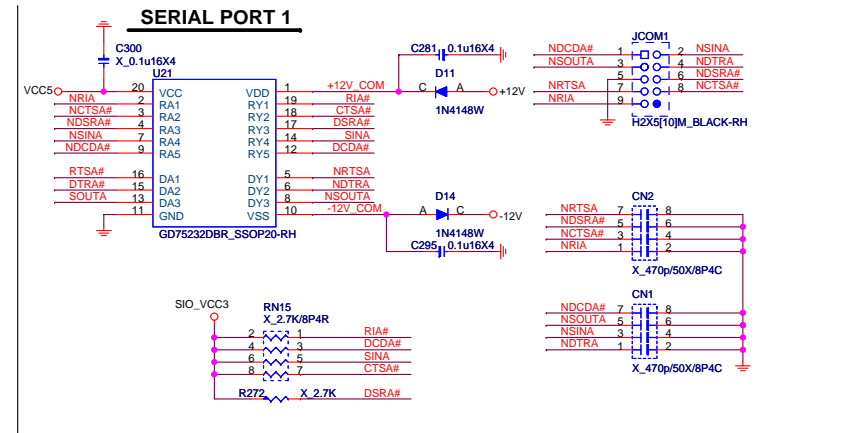 SERIAL PORT 1
C300
X_0.1u16X4
U21
VCC5
20 VCC VDD 1 +12V_COM
NRIA 2 RA1 RY1 19 RIA#
NCTSA# 3 RA2 RY2 18 CTSA#
NDSRA# 4 RA3 RY3 17 DSRA#
NSINA 7 RA4 RY4 14 SINA
NDCDA# 9 RA5 RY5 12 DCDA#
RTSA# 16 DA1 DY1 5 NRTSA
DTRA# 15 DA2 DY2 6 NDTRA
SOUTA 13 DA3 DY3 8 NSOUTA
11 GND VSS 10 -12V_COM
GD75232DBR_SSOP20-RH
C281 0.1u16X4
D11
C A +12V
1N4148W
D14
A C -12V
1N4148W
C295 0.1u16X4
JCOM1
NDCDA# 1 2 NSINA
NSOUTA 3 4 NDTRA
5 6 NDSRA#
NRTSA 7 8 NCTSA#
NRIA 9
H2X5[10]M_BLACK-RH
CN2
NRTSA 7 8
NDSRA# 5 6
NCTSA# 3 4
NRIA 1 2
X_470p/50X/8P4C
CN1
NDCDA# 7 8
NSOUTA 5 6
NSINA 3 4
NDTRA 1 2
X_470p/50X/8P4C
SIO_VCC3
RN15
X_2.7K/8P4R
2 1 RIA#
4 3 DCDA#
6 5 SINA
8 7 CTSA#
R272 X_2.7K DSRA#